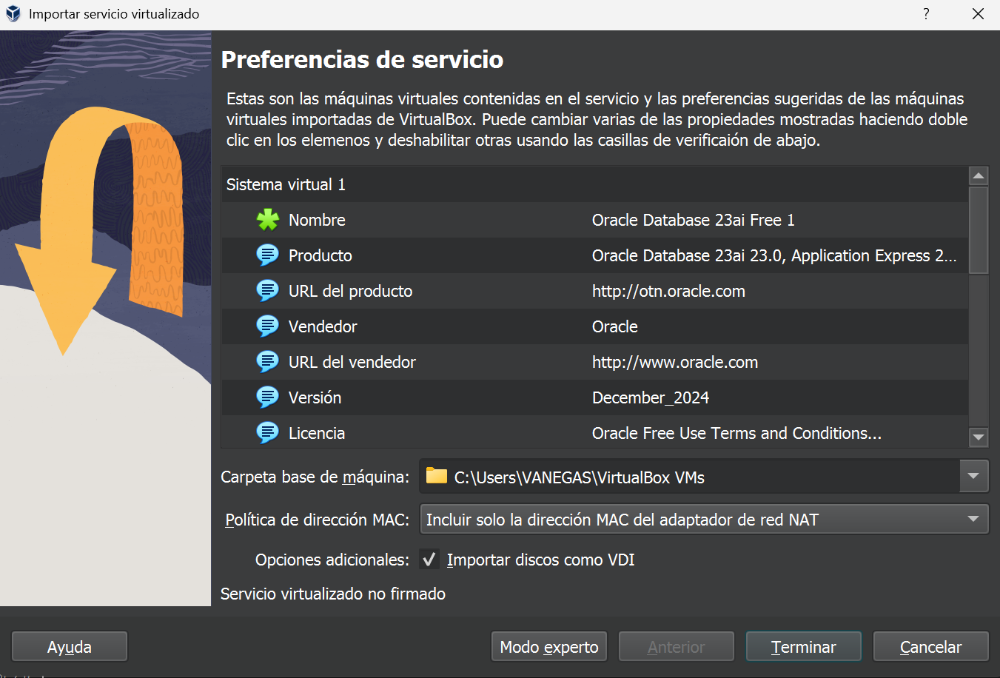 Importar servicio virtualizado
?
Preferencias de servicio
Estas son las máquinas virtuales contenidas en el servicio y las preferencias sugeridas de las máquinas
virtuales importadas de VirtualBox. Puede cambiar varias de las propiedades mostradas haciendo doble
clic en los elemenos y deshabilitar otras usando las casillas de verificaión de abajo.
Sistema virtual 1
Nombre Oracle Database 23ai Free 1
Producto Oracle Database 23ai 23.0, Application Express 2...
URL del producto http://otn.oracle.com
Vendedor Oracle
URL del vendedor http://www.oracle.com
Versión December_2024
Licencia Oracle Free Use Terms and Conditions...
Carpeta base de máquina: C:\Users\VANEGAS\VirtualBox VMs
Política de dirección MAC: Incluir solo la dirección MAC del adaptador de red NAT
Opciones adicionales: Importar discos como VDI
Servicio virtualizado no firmado
Ayuda Modo experto Anterior Terminar Cancelar